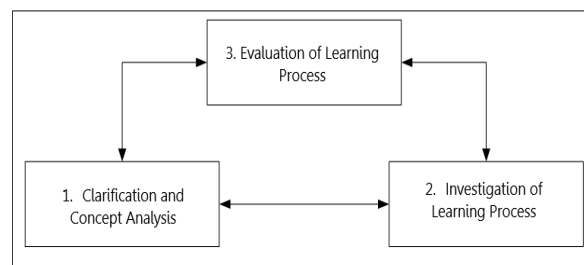 3. Evaluation of Learning
Process
1. Clarification and
Concept Analysis
2. Investigation of
Learning Process